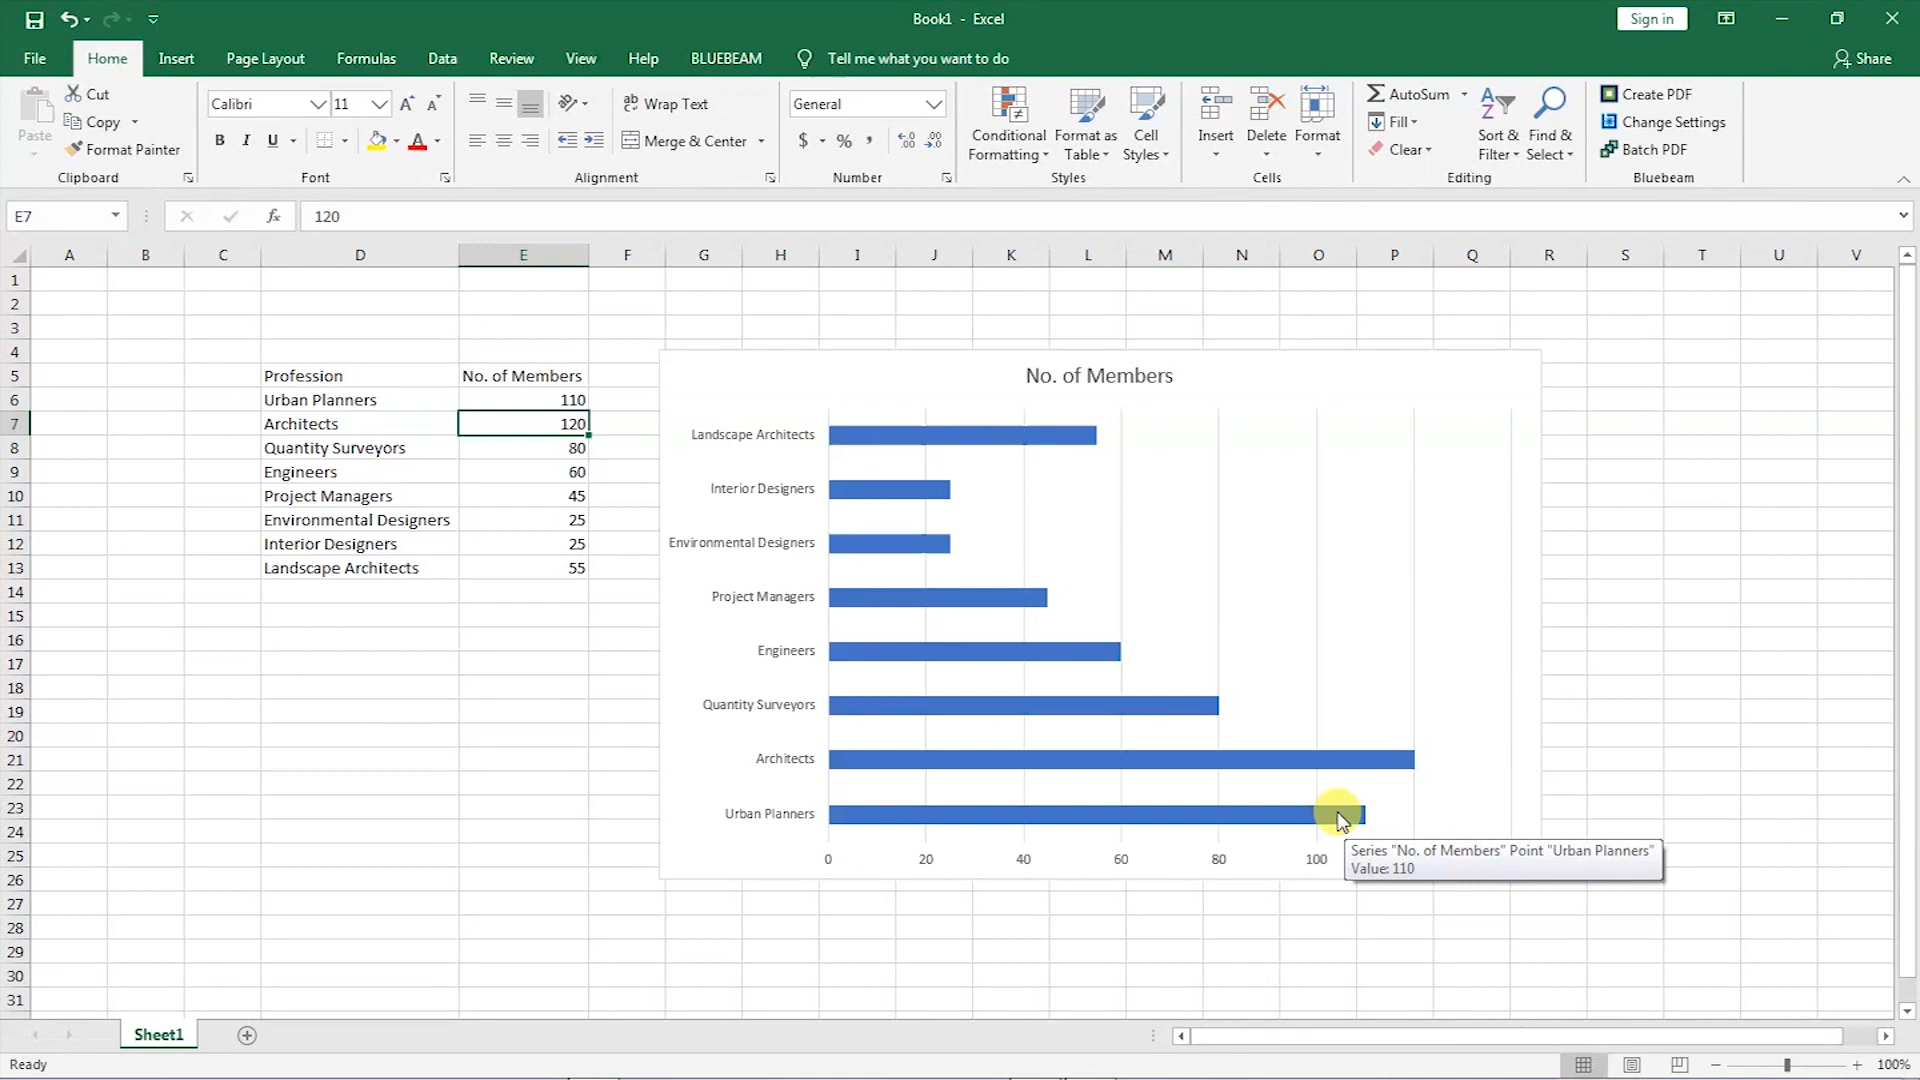 Book1 - Excel
Sign in
File Home Insert Page Layout Formulas Data Review View Help BLUEBEAM Tell me what you want to do Share
Paste
Cut
Copy
Format Painter
Clipboard
Calibri 11
B I U A
Font
Wrap Text
Merge & Center
Alignment
General
$ % ,
Number
Conditional Formatting
Format as Table
Cell Styles
Styles
Insert Delete Format
Cells
AutoSum
Fill
Clear
Sort & Filter
Find & Select
Editing
Create PDF
Change Settings
Batch PDF
Bluebeam
E7 fx 120
A B C D E F G H I J K L M N O P Q R S T U V
1
2
3
4
5 Profession No. of Members
6 Urban Planners 110
7 Architects 120
8 Quantity Surveyors 80
9 Engineers 60
10 Project Managers 45
11 Environmental Designers 25
12 Interior Designers 25
13 Landscape Architects 55
14
15
16
17
18
19
20
21
22
23
24
25
26
27
28
29
30
31
No. of Members
Landscape Architects
Interior Designers
Environmental Designers
Project Managers
Engineers
Quantity Surveyors
Architects
Urban Planners
0 20 40 60 80 100
Series "No. of Members" Point "Urban Planners"
Value: 110
Sheet1
Ready
100%